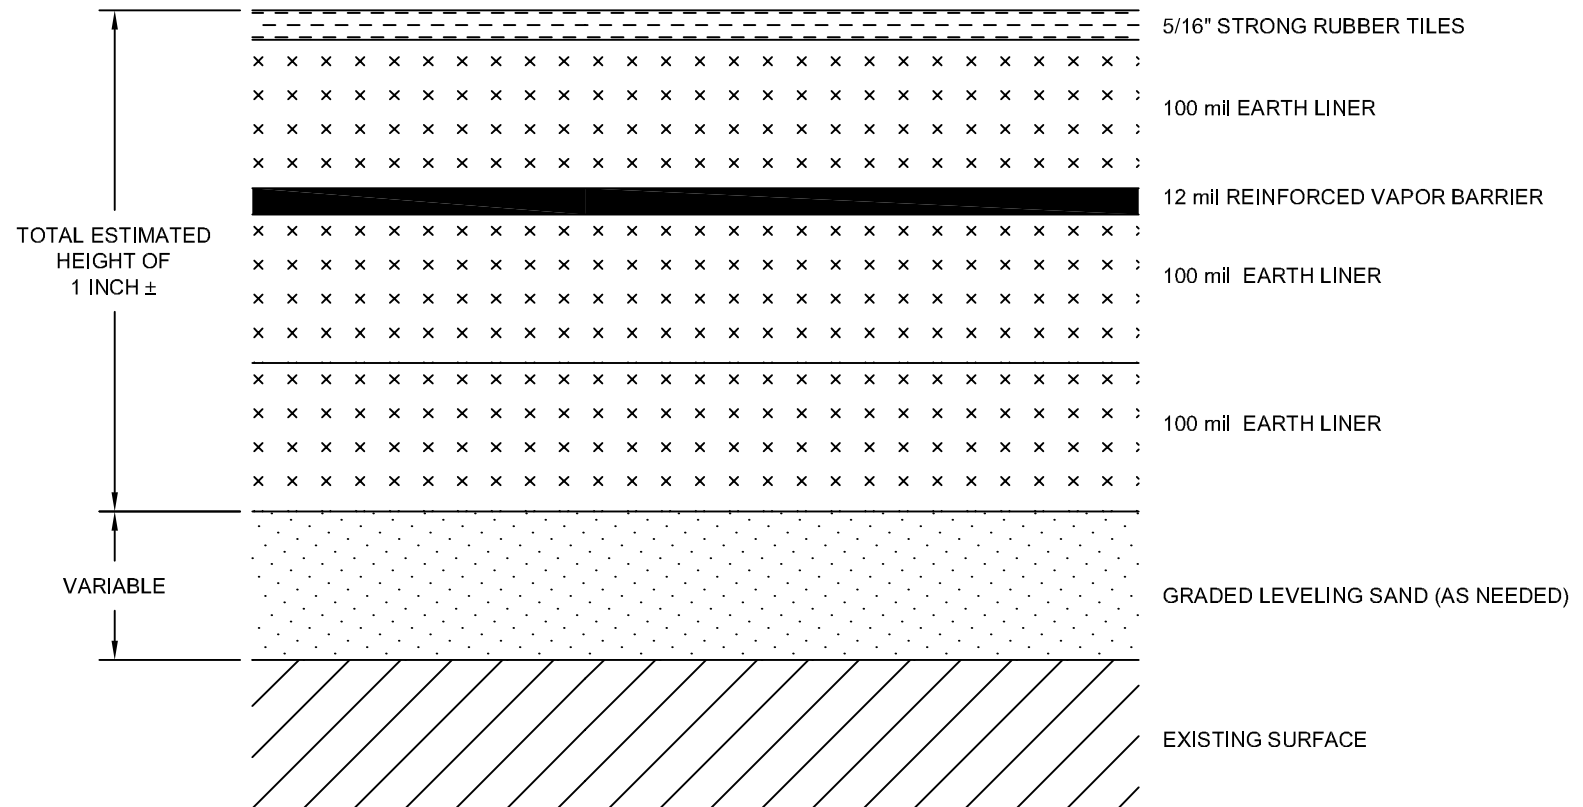 5/16" STRONG RUBBER TILES
100 mil EARTH LINER
12 mil REINFORCED VAPOR BARRIER
TOTAL ESTIMATED
HEIGHT OF
1 INCH ±
100 mil EARTH LINER
100 mil EARTH LINER
VARIABLE
GRADED LEVELING SAND (AS NEEDED)
EXISTING SURFACE